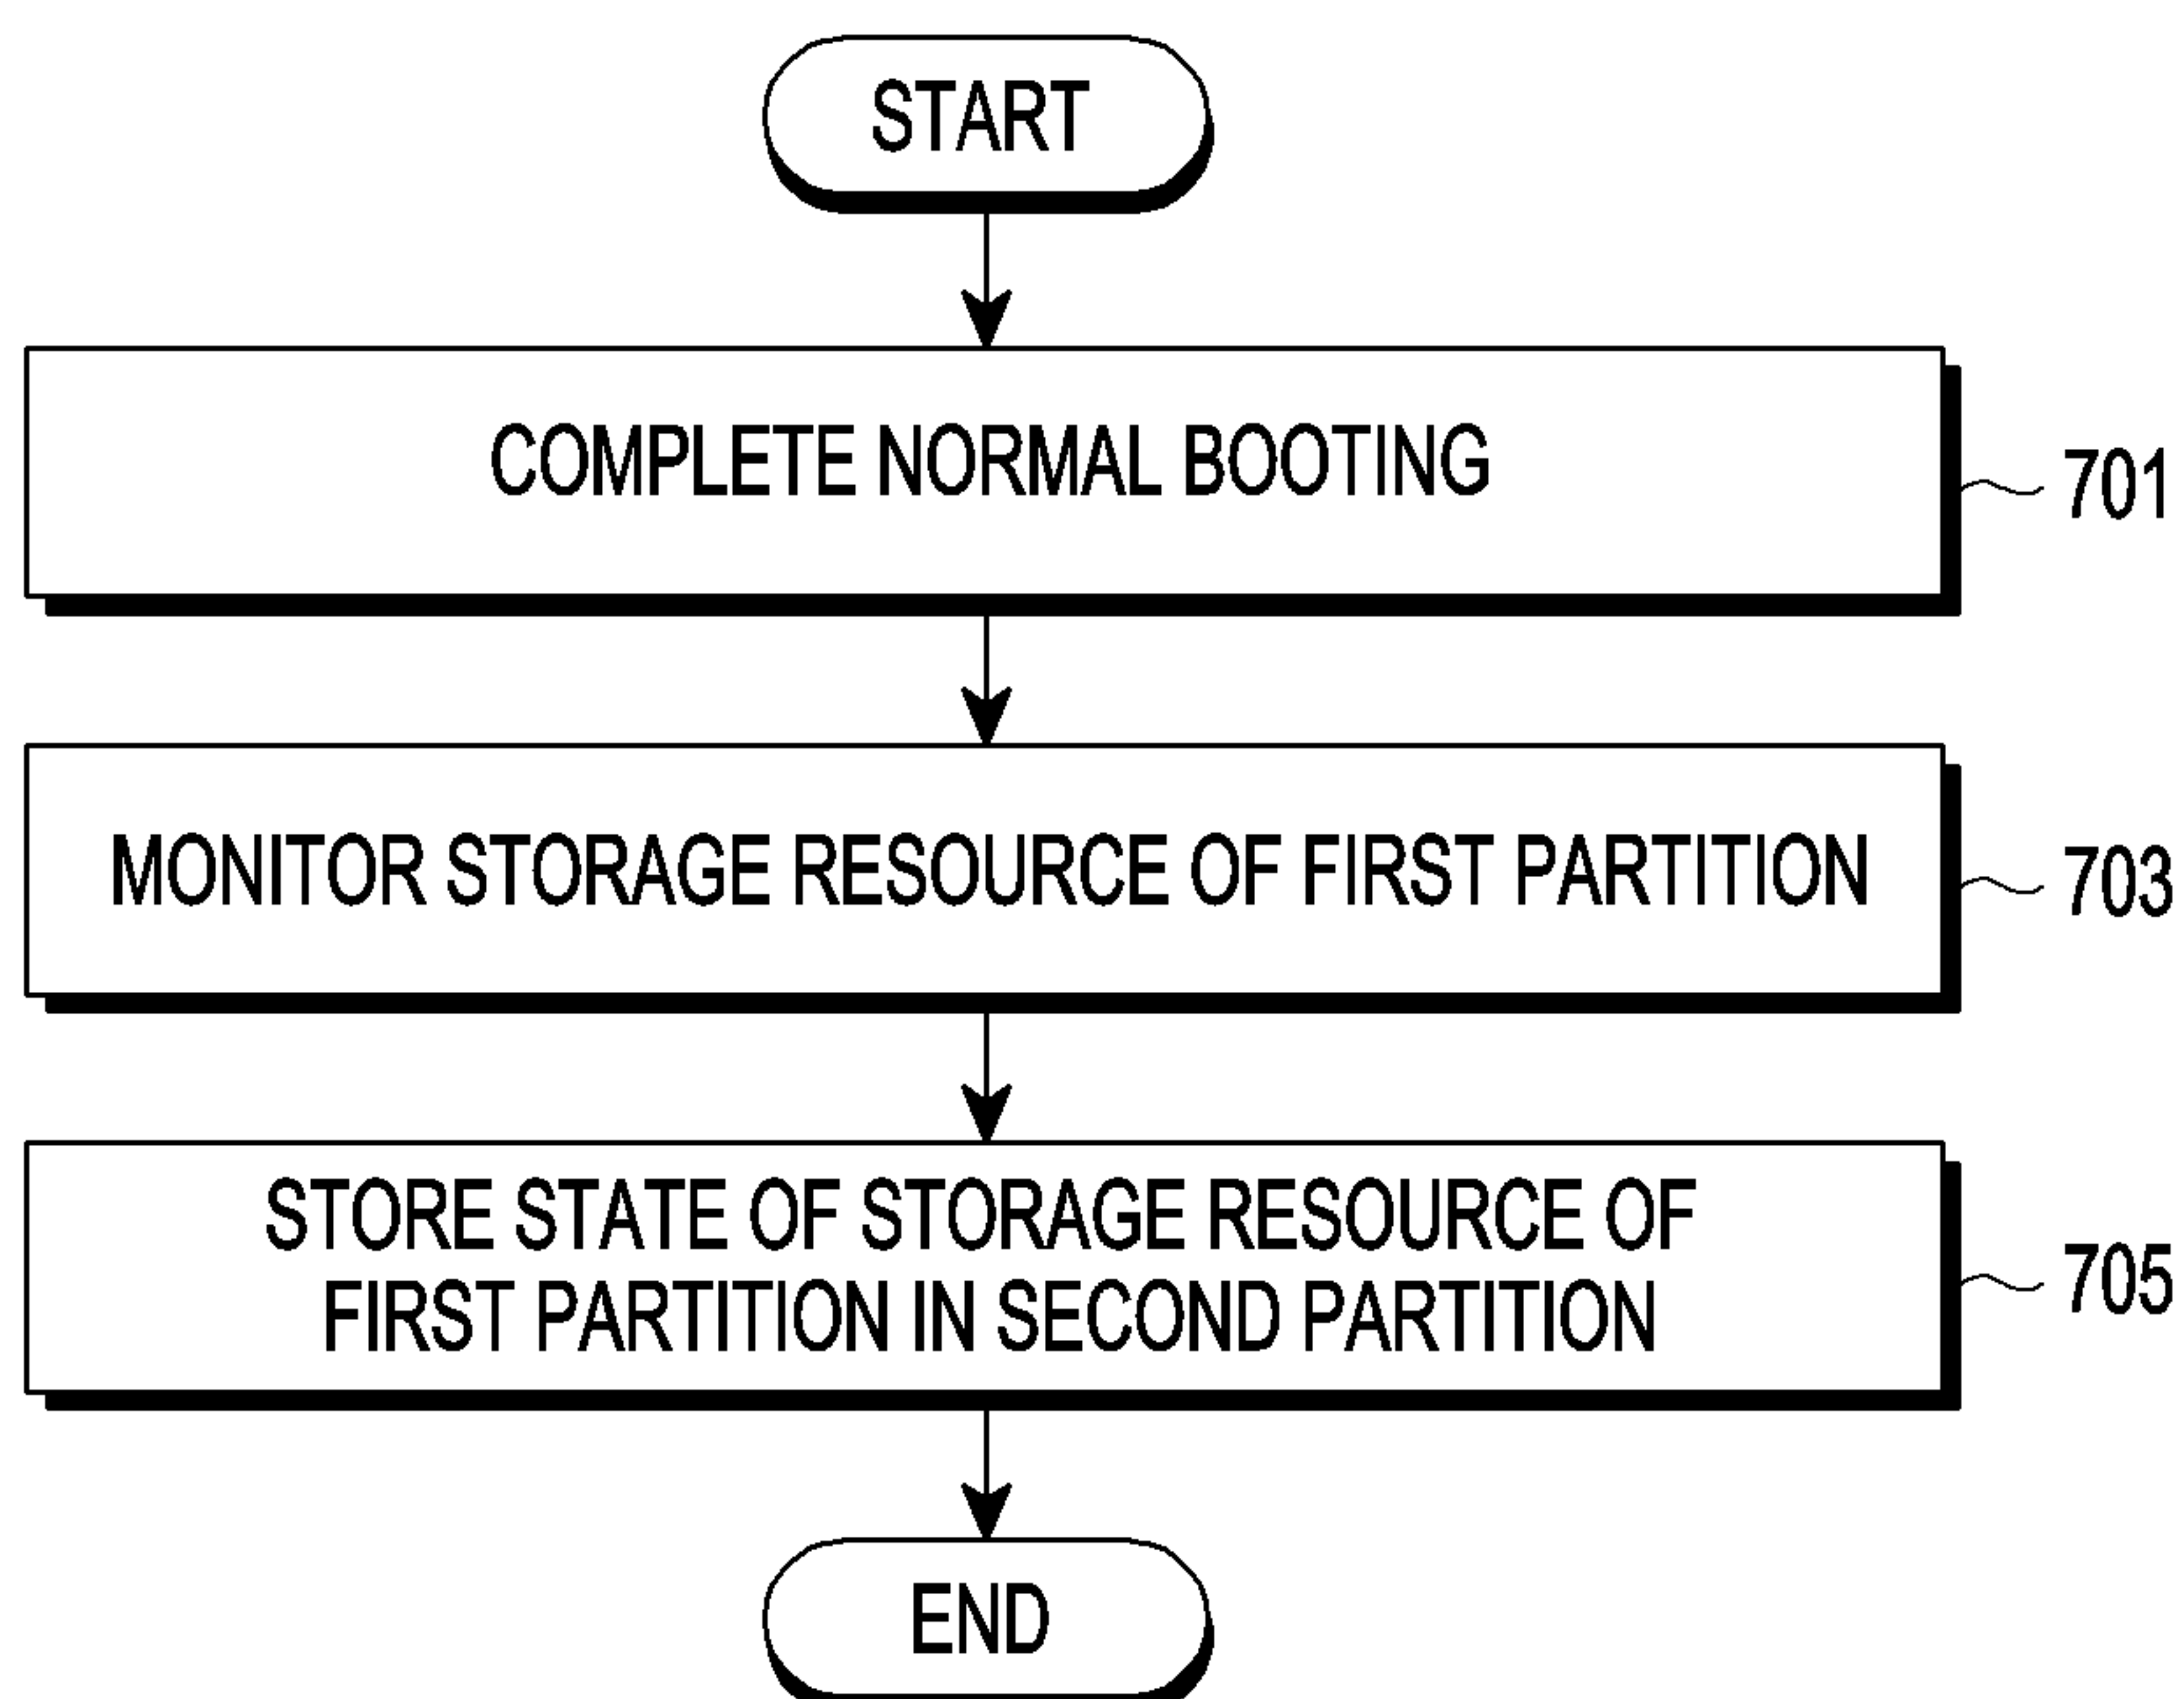 START
COMPLETE NORMAL BOOTING
701
MONITOR STORAGE RESOURCE OF FIRST PARTITION
703
STORE STATE OF STORAGE RESOURCE OF
FIRST PARTITION IN SECOND PARTITION
705
END